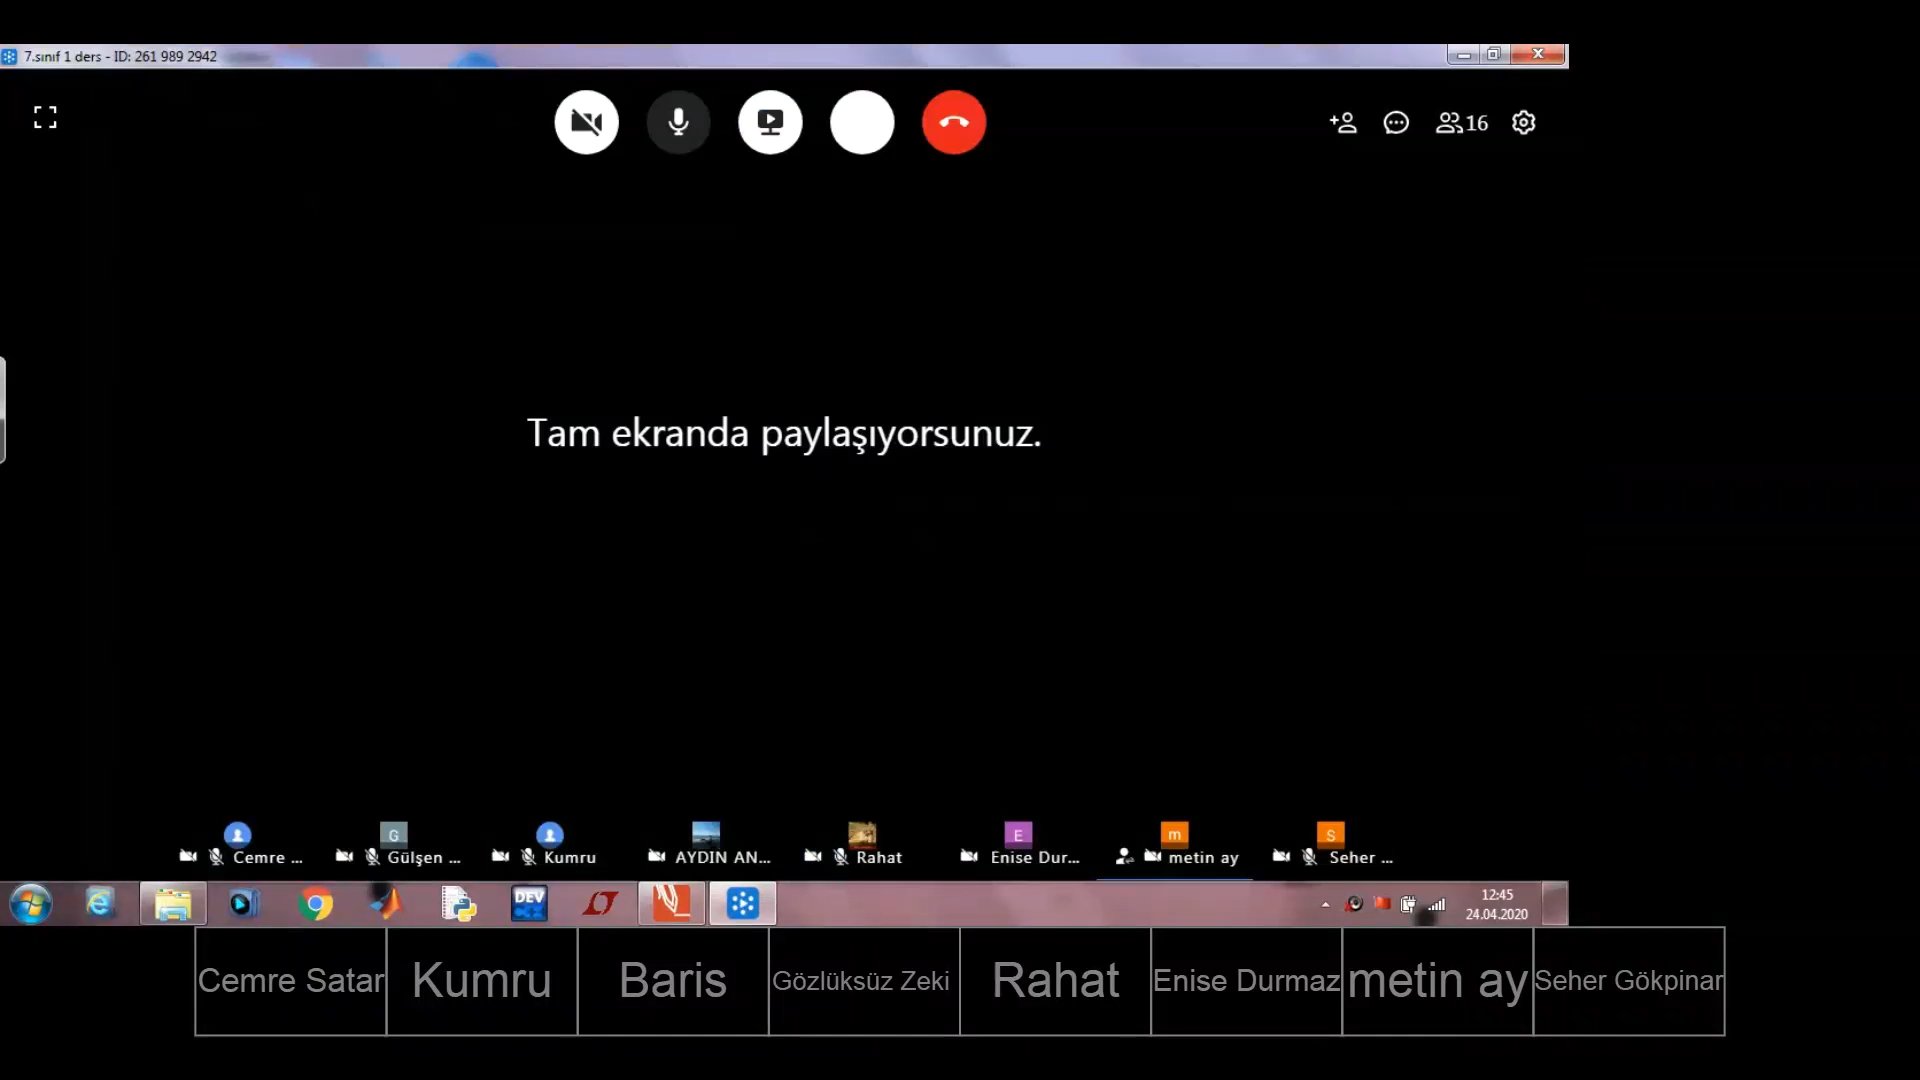 7.sınıf 1 ders - ID: 261 989 2942
16
Tam ekranda paylaşıyorsunuz.
G
E
m
S
Cemre ...
Gülşen ...
Kumru
AYDIN AN...
Rahat
Enise Dur...
metin ay
Seher ...
DEV
12:45
24.04.2020
Cemre Satar
Kumru
Baris
Gözlüksüz Zeki
Rahat
Enise Durmaz
metin ay
Seher Gökpinar